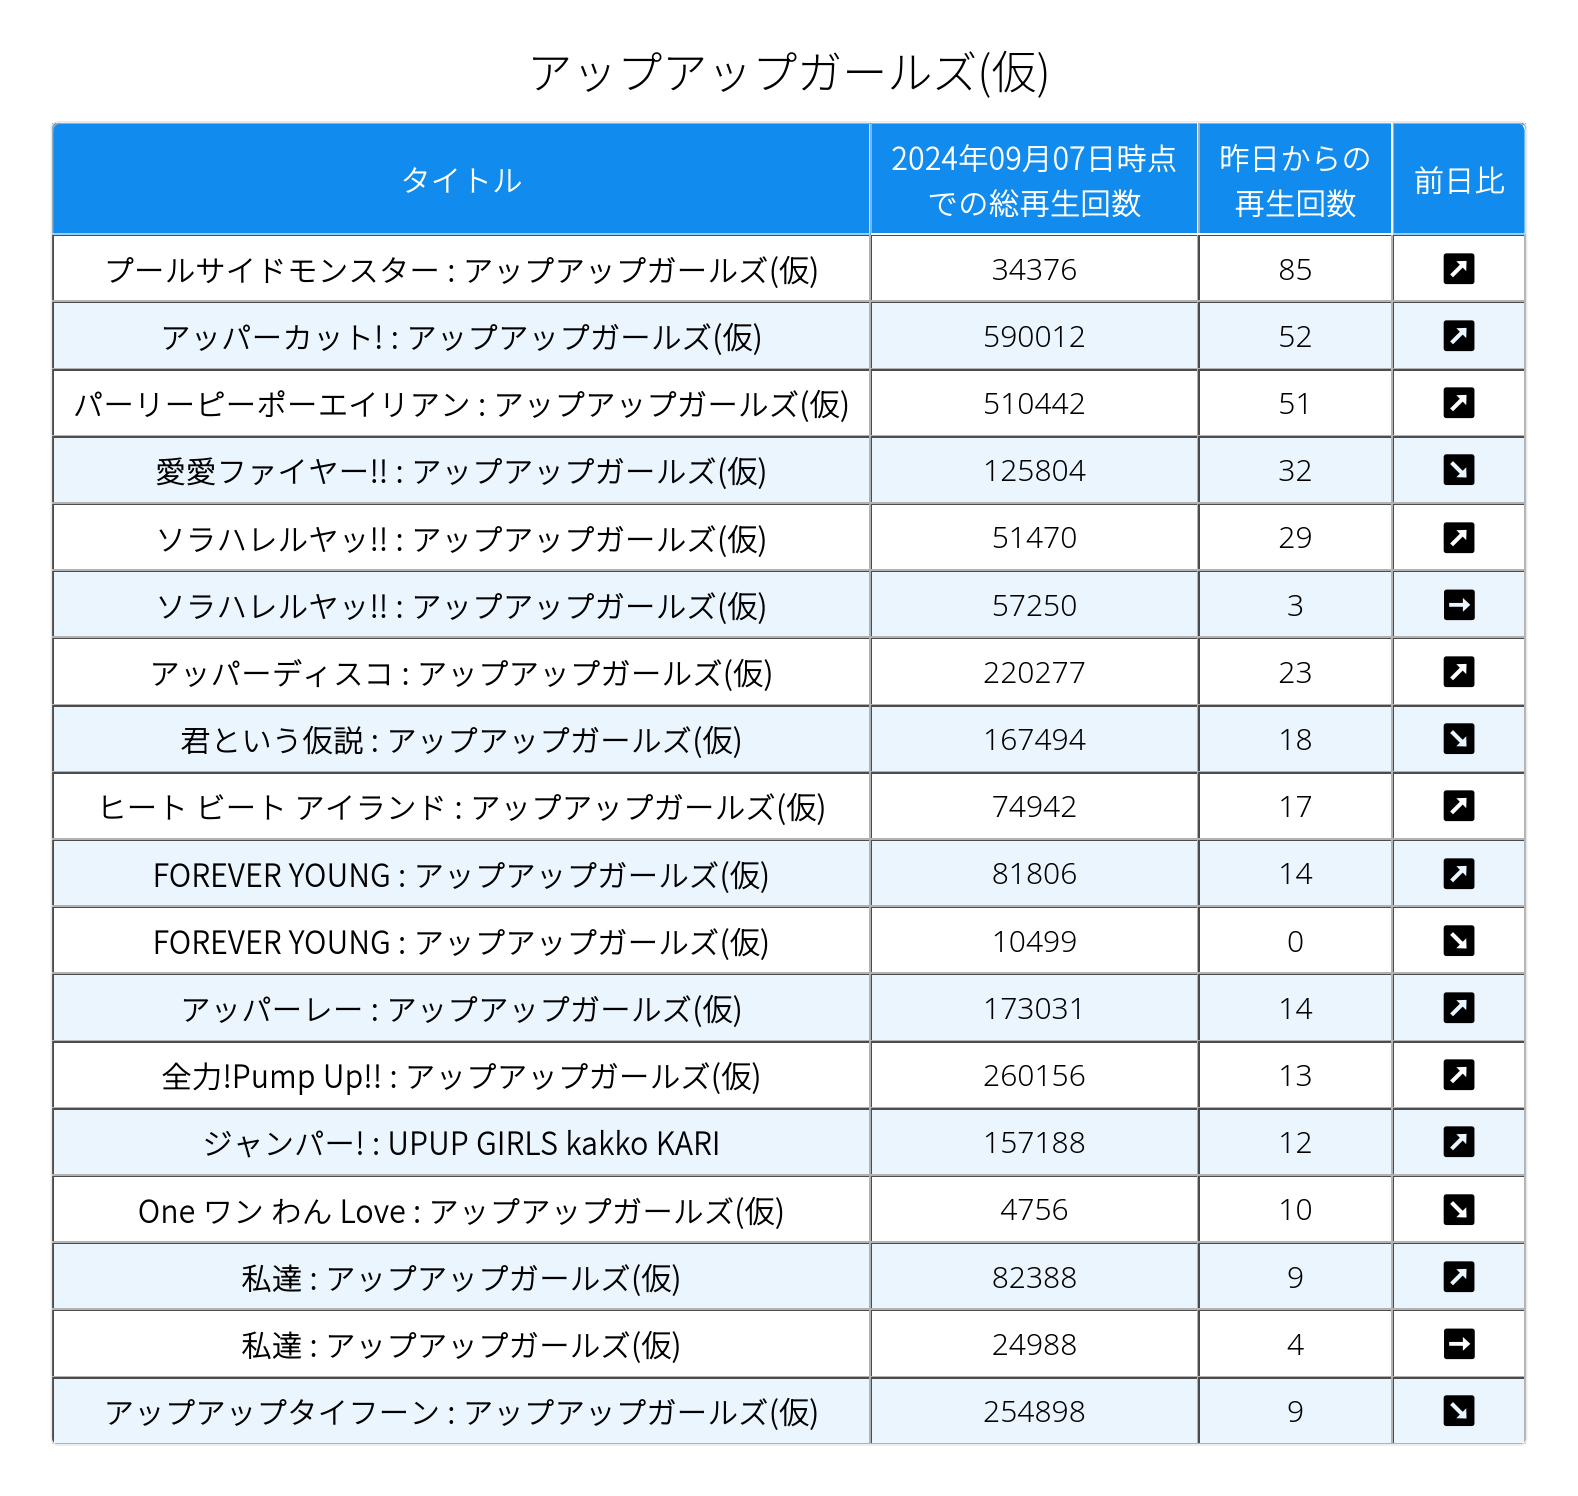 アップアップガールズ(仮)
タイトル 2024年09月07日時点での総再生回数 昨日からの再生回数 前日比
プールサイドモンスター : アップアップガールズ(仮) 34376 85 ↗
アッパーカット! : アップアップガールズ(仮) 590012 52 ↗
パーリーピーポーエイリアン : アップアップガールズ(仮) 510442 51 ↗
愛愛ファイヤー!! : アップアップガールズ(仮) 125804 32 ↘
ソラハレルヤッ!! : アップアップガールズ(仮) 51470 29 ↗
ソラハレルヤッ!! : アップアップガールズ(仮) 57250 3 →
アッパーディスコ : アップアップガールズ(仮) 220277 23 ↗
君という仮説 : アップアップガールズ(仮) 167494 18 ↘
ヒート ビート アイランド : アップアップガールズ(仮) 74942 17 ↗
FOREVER YOUNG : アップアップガールズ(仮) 81806 14 ↗
FOREVER YOUNG : アップアップガールズ(仮) 10499 0 ↘
アッパーレー : アップアップガールズ(仮) 173031 14 ↗
全力!Pump Up!! : アップアップガールズ(仮) 260156 13 ↗
ジャンパー! : UPUP GIRLS kakko KARI 157188 12 ↗
One ワン わん Love : アップアップガールズ(仮) 4756 10 ↘
私達 : アップアップガールズ(仮) 82388 9 ↗
私達 : アップアップガールズ(仮) 24988 4 →
アップアップタイフーン : アップアップガールズ(仮) 254898 9 ↘